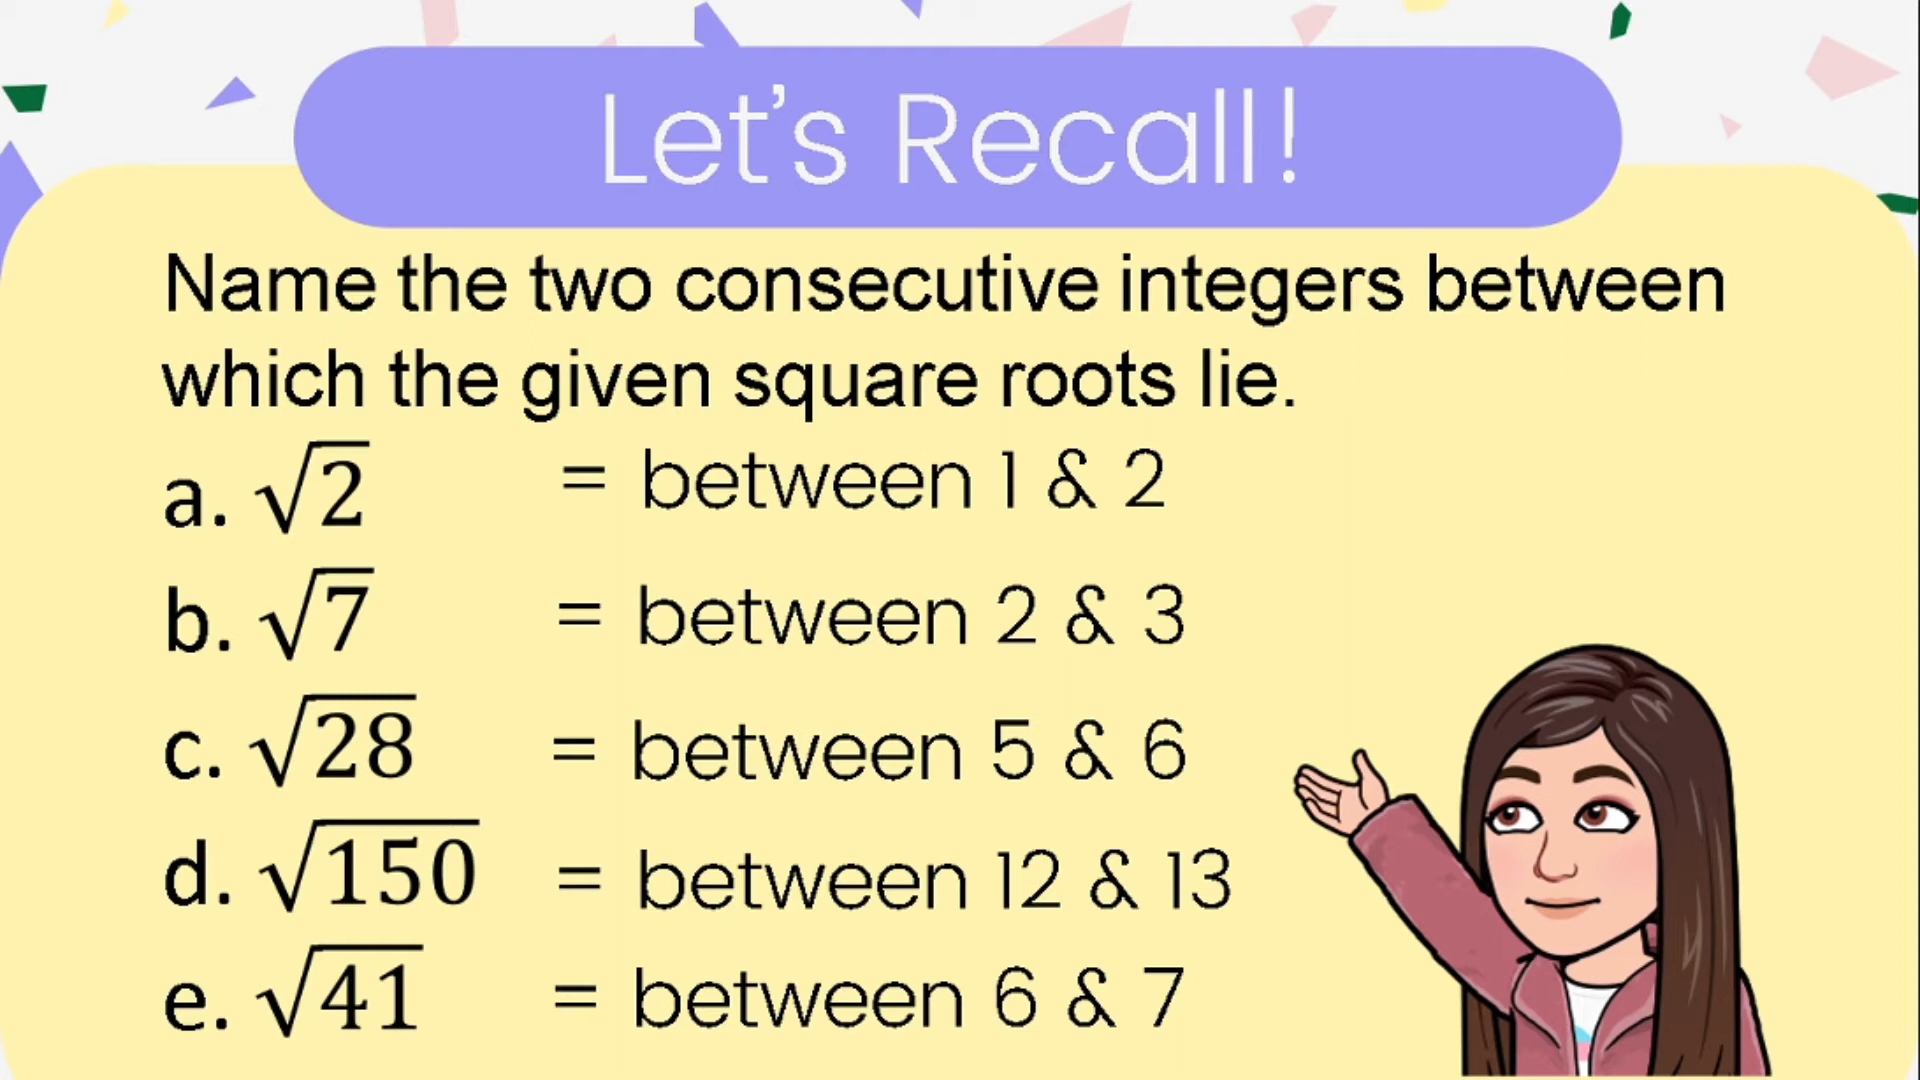 Let's Recall!
Name the two consecutive integers between
which the given square roots lie.
a. √2 = between 1 & 2
b. √7 = between 2 & 3
c. √28 = between 5 & 6
d. √150 = between 12 & 13
e. √41 = between 6 & 7